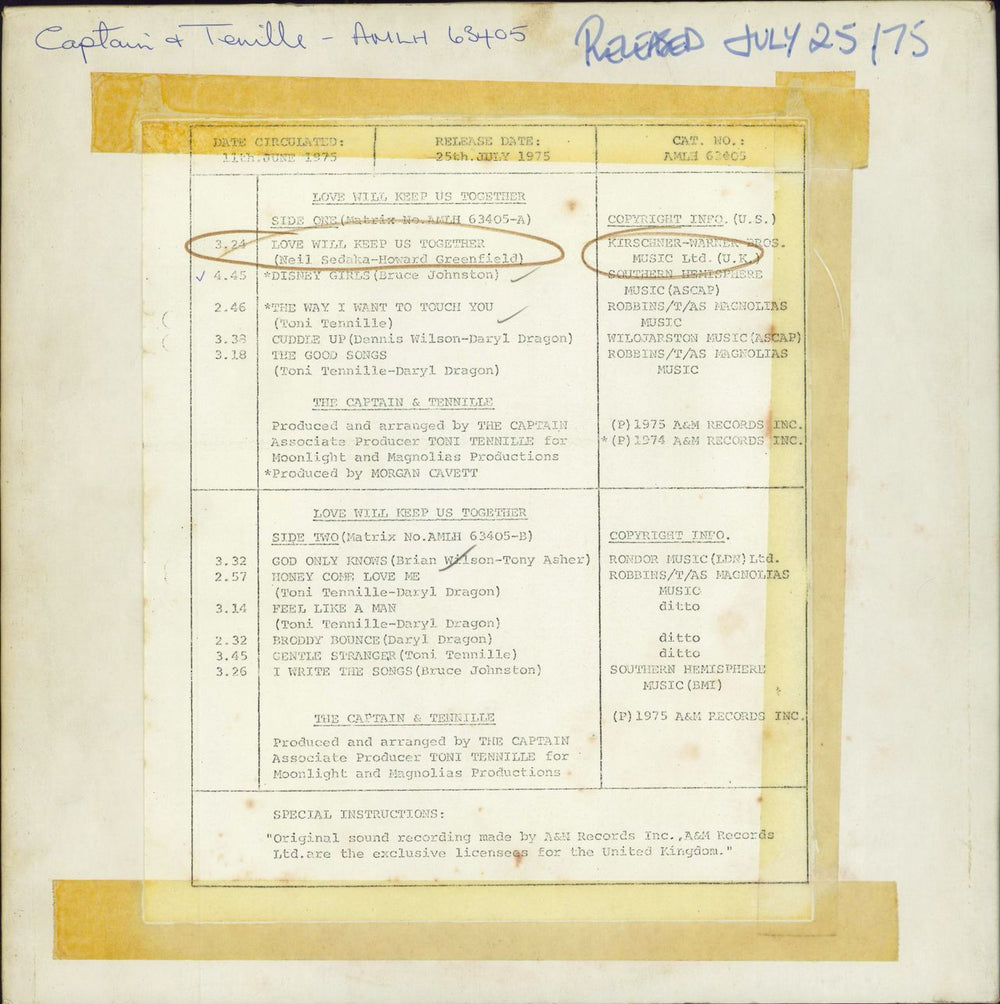 Captain & Tenille - AMLH 63405
RELEASED JULY 25/75
DATE CIRCULATED: RELEASE DATE: CAT. NO.:
11th.JUNE 1975 25th.JULY 1975 AMLH 63405
LOVE WILL KEEP US TOGETHER
SIDE ONE(Matrix No.AMLH 63405-A) COPYRIGHT INFO.(U.S.)
3.24 LOVE WILL KEEP US TOGETHER KIRSCHNER-WARNER BROS.
(Neil Sedaka-Howard Greenfield) MUSIC Ltd.(U.K.)
4.45 *DISNEY GIRLS(Bruce Johnston) SOUTHERN HEMISPHERE
MUSIC(ASCAP)
2.46 *THE WAY I WANT TO TOUCH YOU ROBBINS/T/AS MAGNOLIAS
(Toni Tennille) MUSIC
3.38 CUDDLE UP(Dennis Wilson-Daryl Dragon) WILOJARSTON MUSIC(ASCAP)
3.18 THE GOOD SONGS ROBBINS/T/AS MAGNOLIAS
(Toni Tennille-Daryl Dragon) MUSIC
THE CAPTAIN & TENNILLE
Produced and arranged by THE CAPTAIN (P)1975 A&M RECORDS INC.
Associate Producer TONI TENNILLE for *(P)1974 A&M RECORDS INC.
Moonlight and Magnolias Productions
*Produced by MORGAN CAVETT
LOVE WILL KEEP US TOGETHER
SIDE TWO(Matrix No.AMLH 63405-B) COPYRIGHT INFO.
3.32 GOD ONLY KNOWS(Brian Wilson-Tony Asher) RONDOR MUSIC(LDN)Ltd.
2.57 HONEY COME LOVE ME ROBBINS/T/AS MAGNOLIAS
(Toni Tennille-Daryl Dragon) MUSIC
3.14 FEEL LIKE A MAN ditto
(Toni Tennille-Daryl Dragon)
2.32 BRODDY BOUNCE(Daryl Dragon) ditto
3.45 GENTLE STRANGER(Toni Tennille) ditto
3.26 I WRITE THE SONGS(Bruce Johnston) SOUTHERN HEMISPHERE
MUSIC(BMI)
THE CAPTAIN & TENNILLE (P)1975 A&M RECORDS INC.
Produced and arranged by THE CAPTAIN
Associate Producer TONI TENNILLE for
Moonlight and Magnolias Productions
SPECIAL INSTRUCTIONS:
"Original sound recording made by A&M Records Inc.,A&M Records
Ltd.are the exclusive licensees for the United Kingdom."